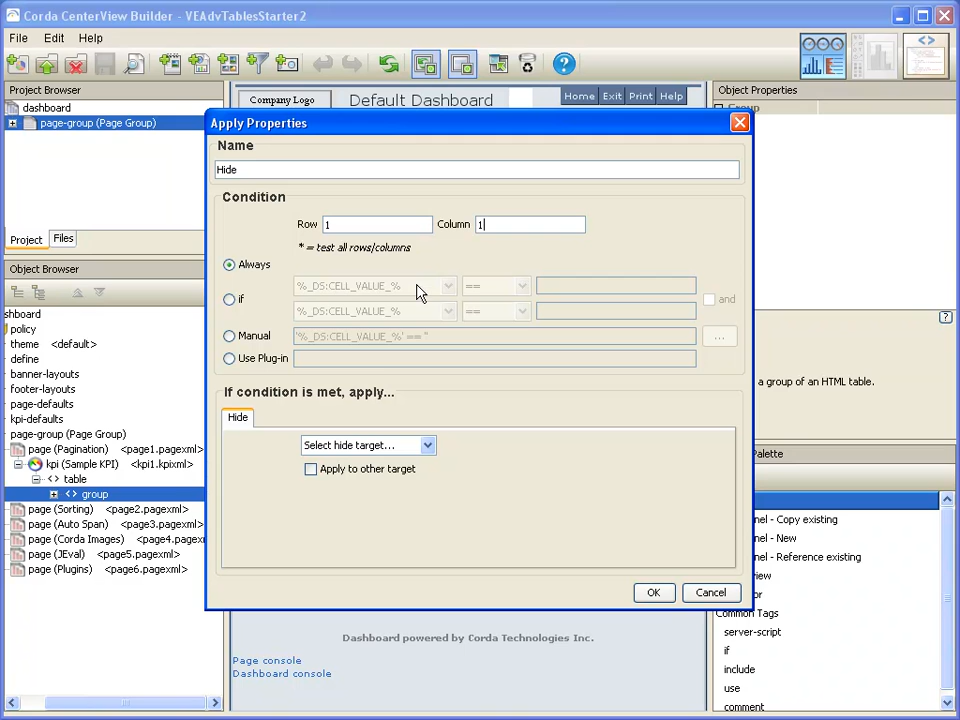 Corda CenterView Builder - VEAdvTablesStarter2
File Edit Help
Project Browser
dashboard
page-group (Page Group)
Project Files
Object Browser
shboard
policy
theme <default>
define
banner-layouts
footer-layouts
page-defaults
kpi-defaults
page-group (Page Group)
page (Pagination) <page1.pagexml>
kpi (Sample KPI) <kpi1.kpixml>
<> table
<> group
page (Sorting) <page2.pagexml>
page (Auto Span) <page3.pagexml>
page (Corda Images) <page4.pagexm
page (JEval) <page5.pagexml>
page (Plugins) <page6.pagexml>
Company Logo Default Dashboard Home Exit Print Help
Apply Properties
Name
Hide
Condition
Row 1 Column 1
* = test all rows/columns
Always
if %_DS:CELL_VALUE_% ==
%_DS:CELL_VALUE_% == and
Manual '%_DS:CELL_VALUE_%' == '' ...
Use Plug-in
If condition is met, apply...
Hide
Select hide target...
Apply to other target
OK Cancel
Dashboard powered by Corda Technologies Inc.
Page console
Dashboard console
Object Properties
Group
a group of an HTML table.
Palette
nel - Copy existing
nel - New
nel - Reference existing
Common Tags
server-script
if
include
use
comment